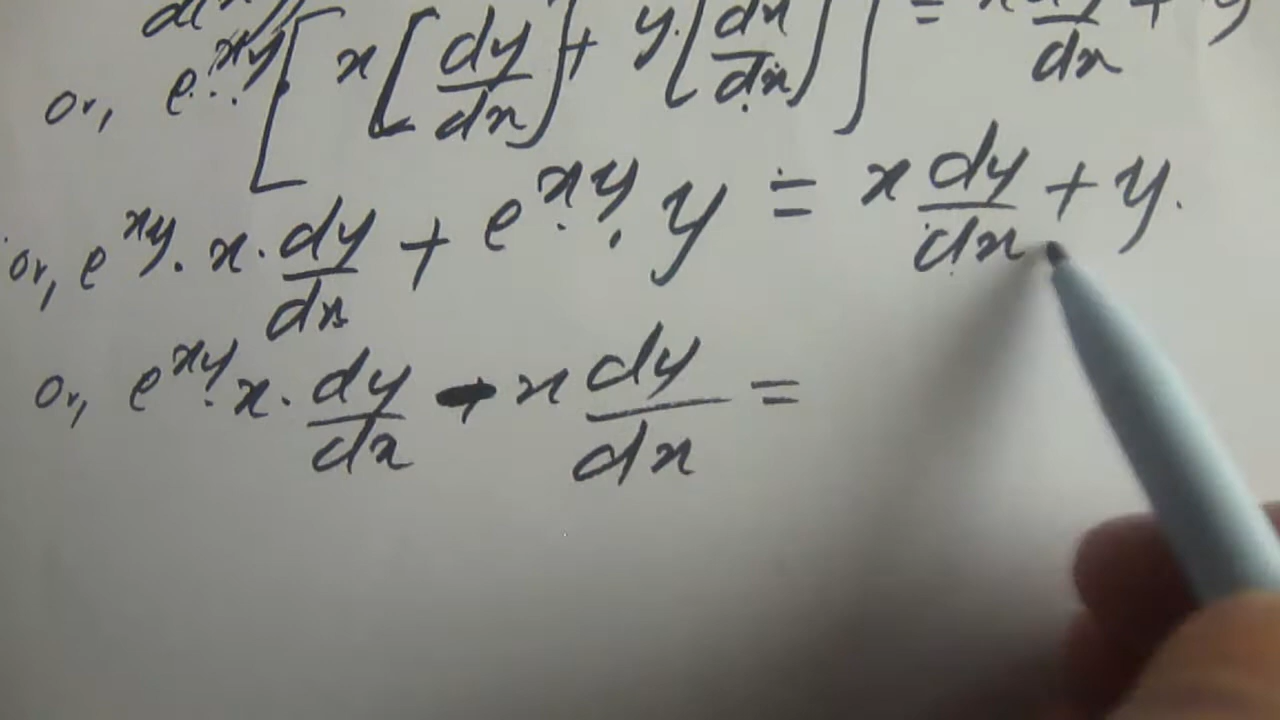 or, e^xy. [x[dy/dx] + y.[dx/dx]] = x dy/dx + y
or, e^xy. x. dy/dx + e^xy. y = x dy/dx + y.
or, e^xy. x. dy/dx - x dy/dx =